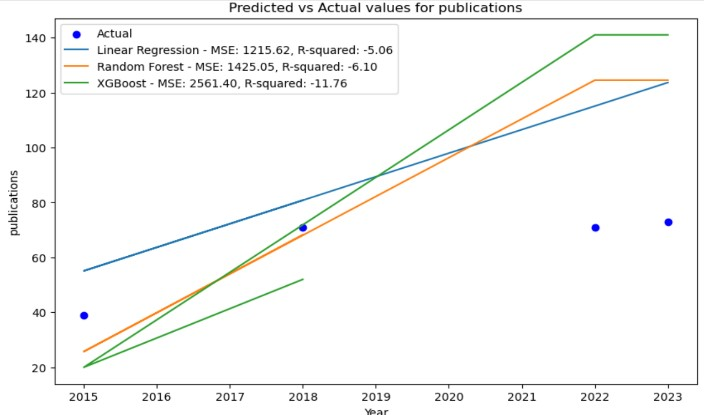 Predicted vs Actual values for publications
Actual
Linear Regression - MSE: 1215.62, R-squared: -5.06
Random Forest - MSE: 1425.05, R-squared: -6.10
XGBoost - MSE: 2561.40, R-squared: -11.76
publications
140
120
100
80
60
40
20
2015 2016 2017 2018 2019 2020 2021 2022 2023
Year